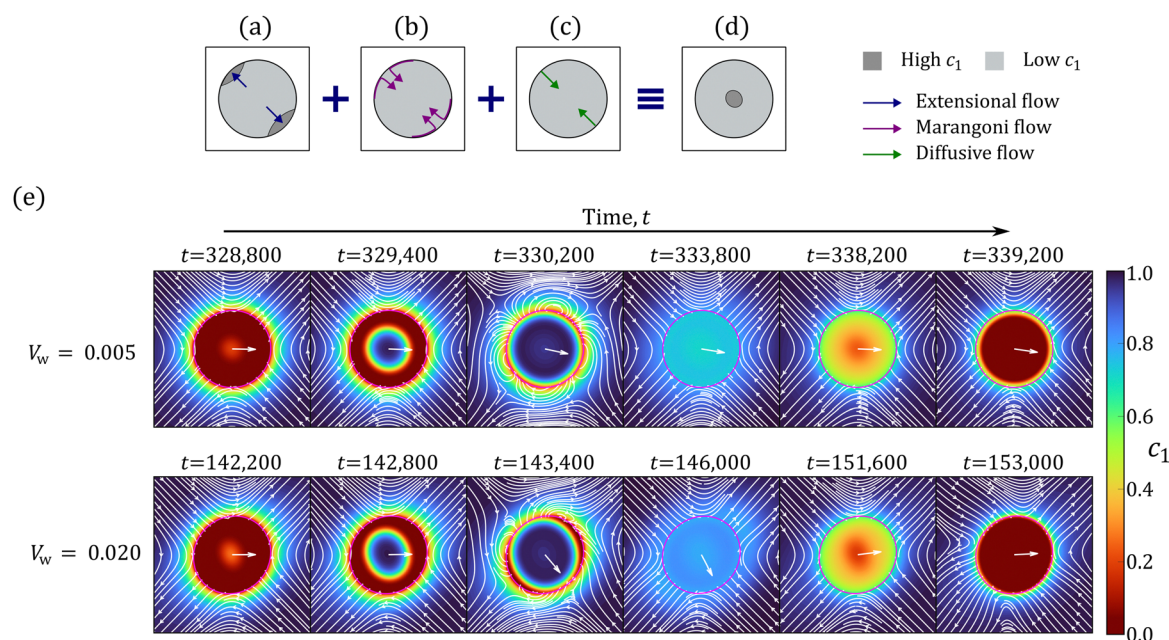 (a) (b) (c) (d)
+ + ≡
High c₁ Low c₁
Extensional flow
Marangoni flow
Diffusive flow
(e)
Time, t
t=328,800 t=329,400 t=330,200 t=333,800 t=338,200 t=339,200
V_w = 0.005
t=142,200 t=142,800 t=143,400 t=146,000 t=151,600 t=153,000
V_w = 0.020
1.0
0.8
0.6
0.4
0.2
0.0
c₁